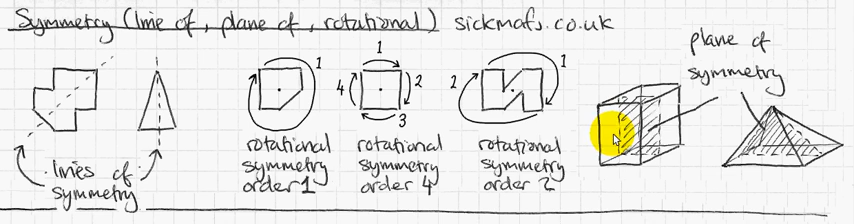 Symmetry (line of, plane of, rotational) sickmafs.co.uk
lines of
symmetry
1
rotational
symmetry
order 1
1
2
3
4
rotational
symmetry
order 4
1
2
rotational
symmetry
order 2
plane of
symmetry